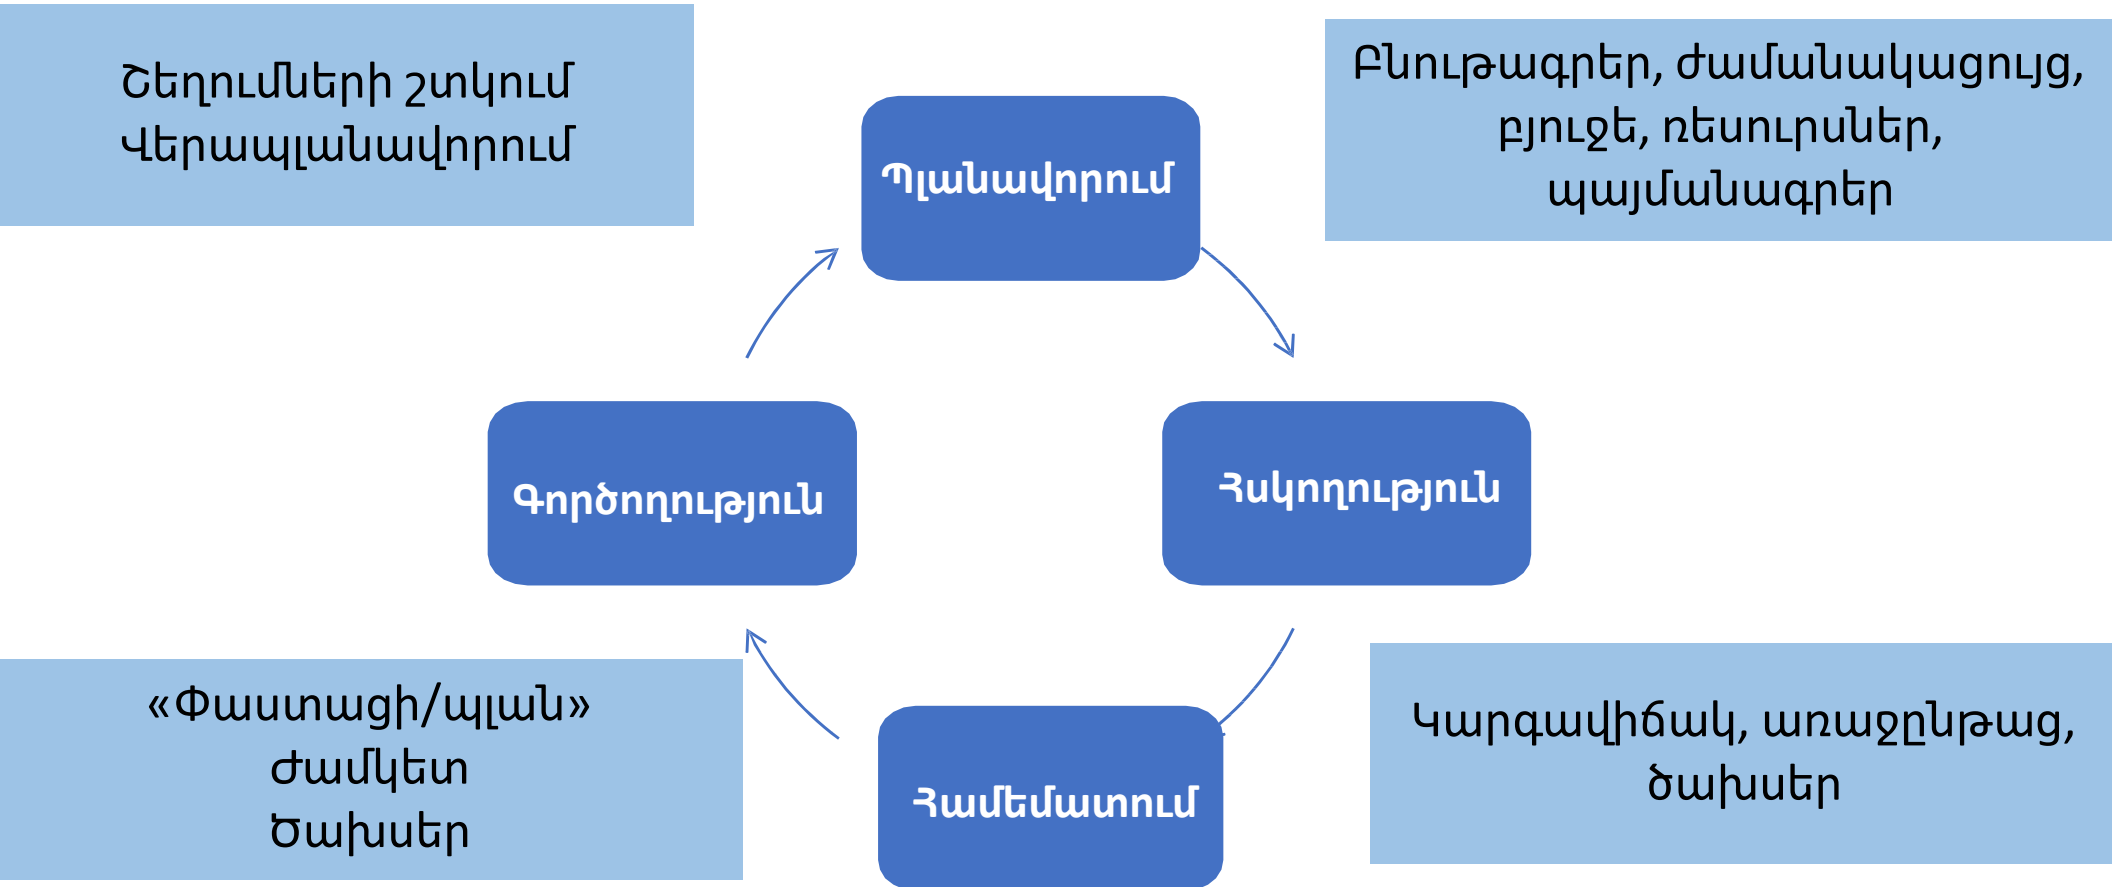 Շեղումների շտկում
Վերապլանավորում
Պլանավորում
Բնութագրեր, ժամանակացույց,
բյուջե, ռեսուրսներ,
պայմանագրեր
Գործողություն
Հսկողություն
«Փաստացի/պլան»
Ժամկետ
Ծախսեր
Համեմատում
Կարգավիճակ, առաջընթաց,
ծախսեր